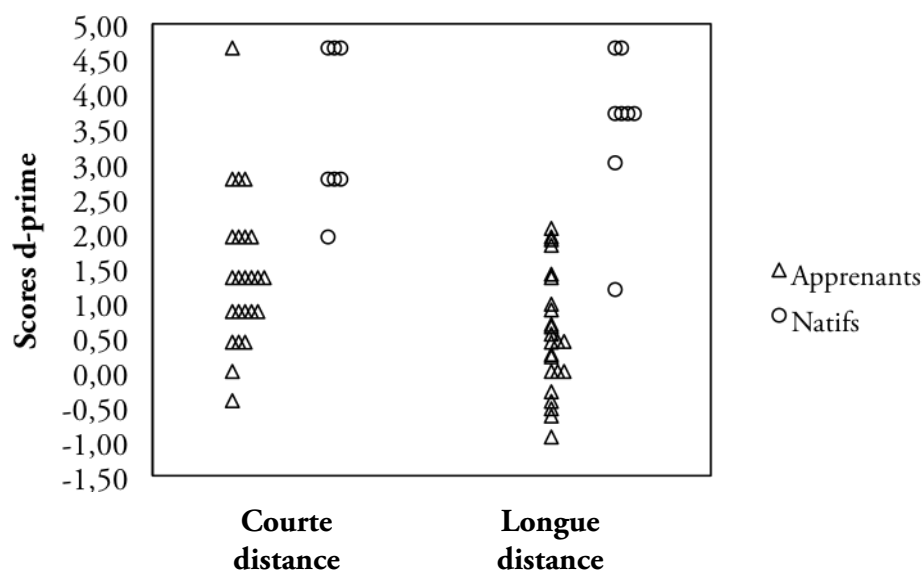 5,00
4,50
4,00
3,50
3,00
2,50
2,00
1,50
1,00
0,50
0,00
-0,50
-1,00
-1,50
Scores d-prime
Courte
distance
Longue
distance
Apprenants
Natifs